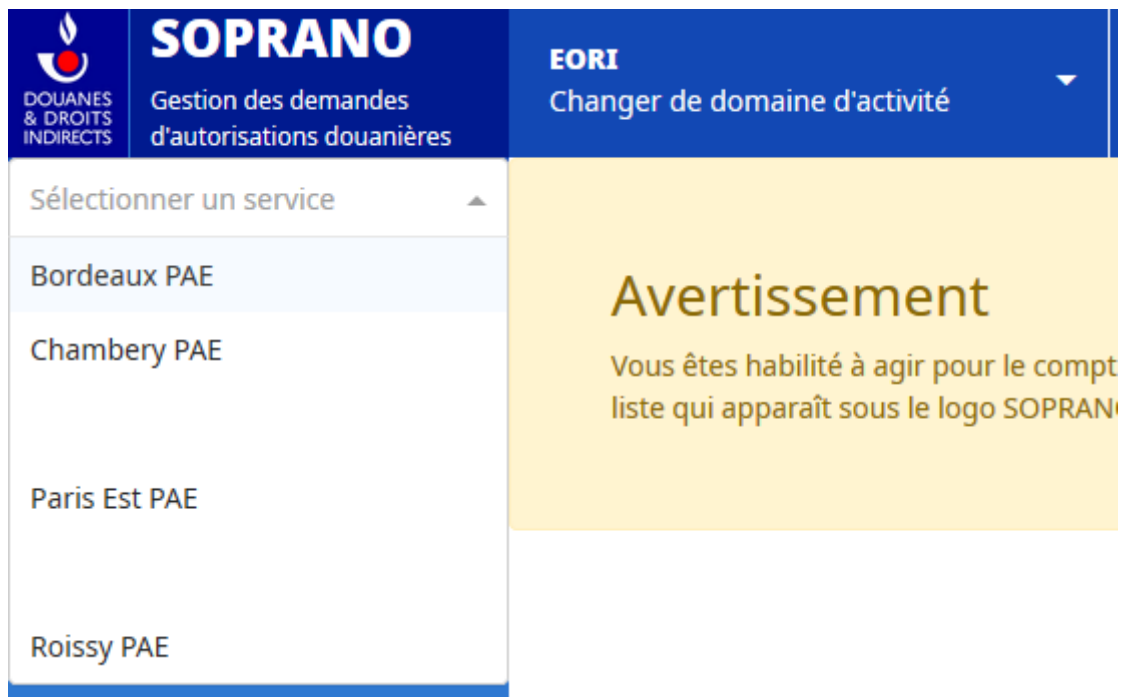 DOUANES
& DROITS
INDIRECTS
SOPRANO
Gestion des demandes
d'autorisations douanières
EORI
Changer de domaine d'activité
Sélectionner un service
Bordeaux PAE
Chambery PAE
Paris Est PAE
Roissy PAE
Avertissement
Vous êtes habilité à agir pour le compt
liste qui apparaît sous le logo SOPRAN